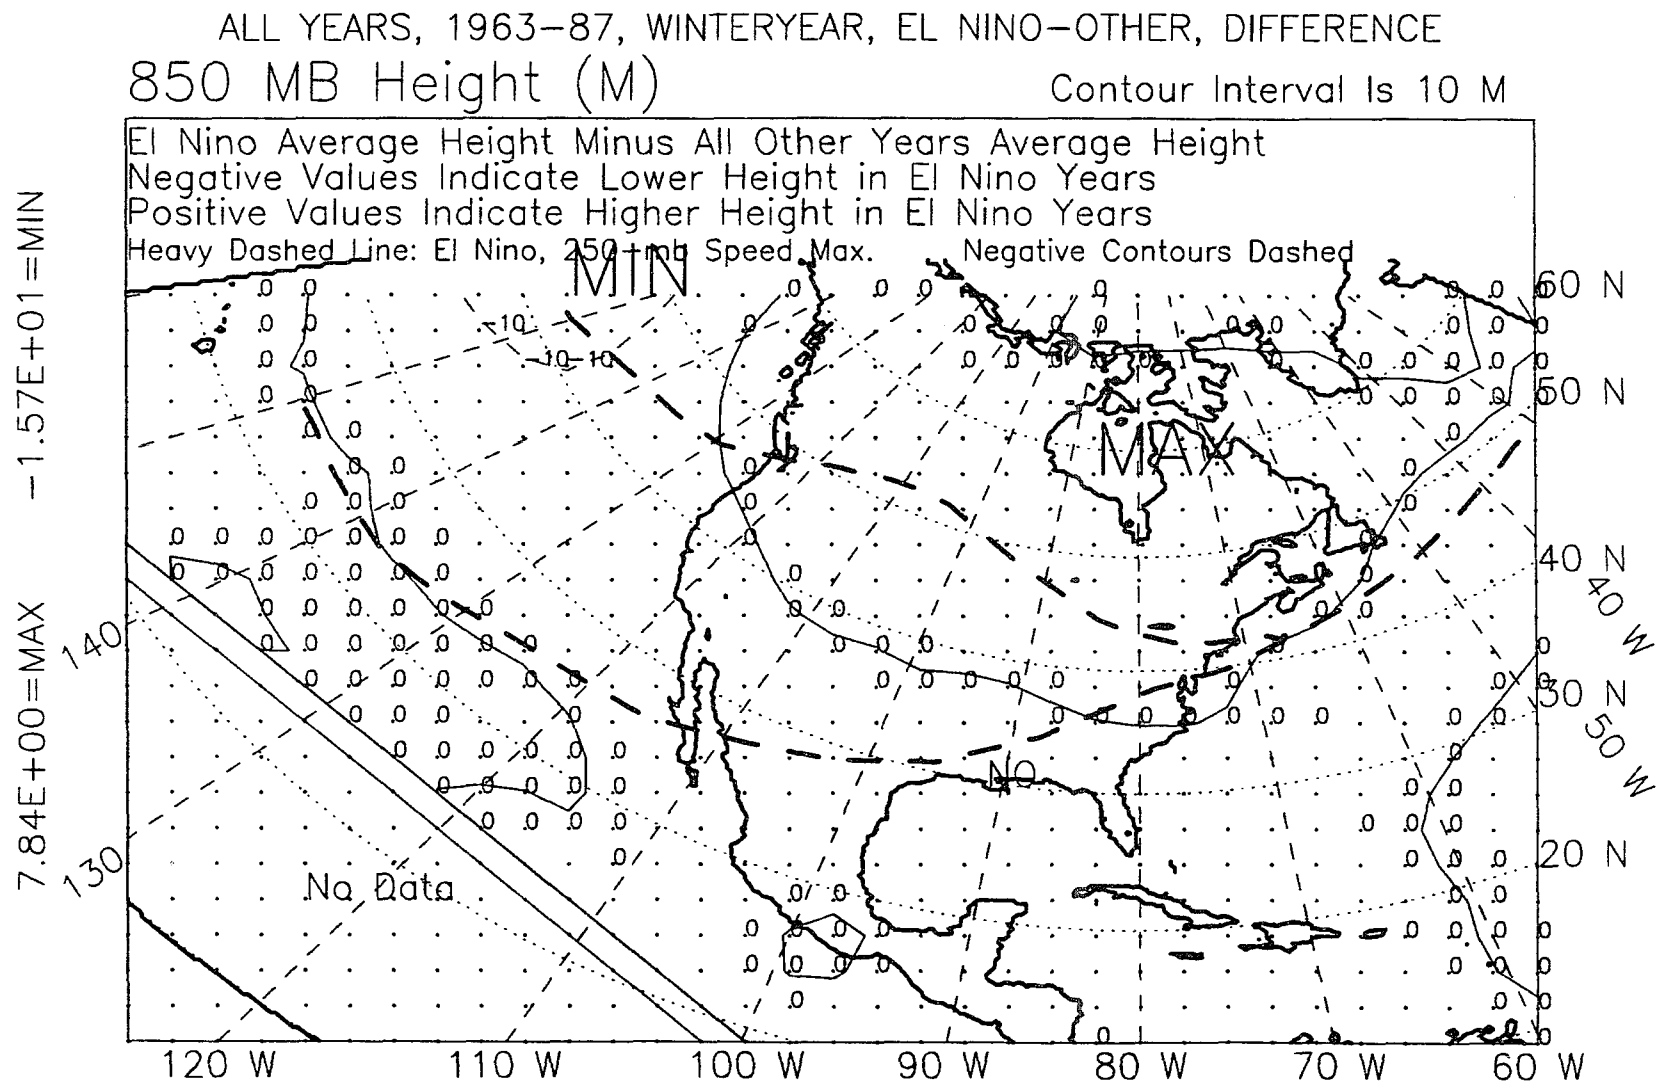 ALL YEARS, 1963-87, WINTERYEAR, EL NINO-OTHER, DIFFERENCE
850 MB Height (M)
Contour Interval Is 10 M
El Nino Average Height Minus All Other Years Average Height
Negative Values Indicate Lower Height in El Nino Years
Positive Values Indicate Higher Height in El Nino Years
Heavy Dashed Line: El Nino, 250-mb Speed Max. Negative Contours Dashed
MIN
-10
-10-10
MAX
NO
No Data
7.84E+00=MAX -1.57E+01=MIN
60 N
50 N
40 N
40 W
30 N
50 W
20 N
140
130
120 W 110 W 100 W 90 W 80 W 70 W 60 W